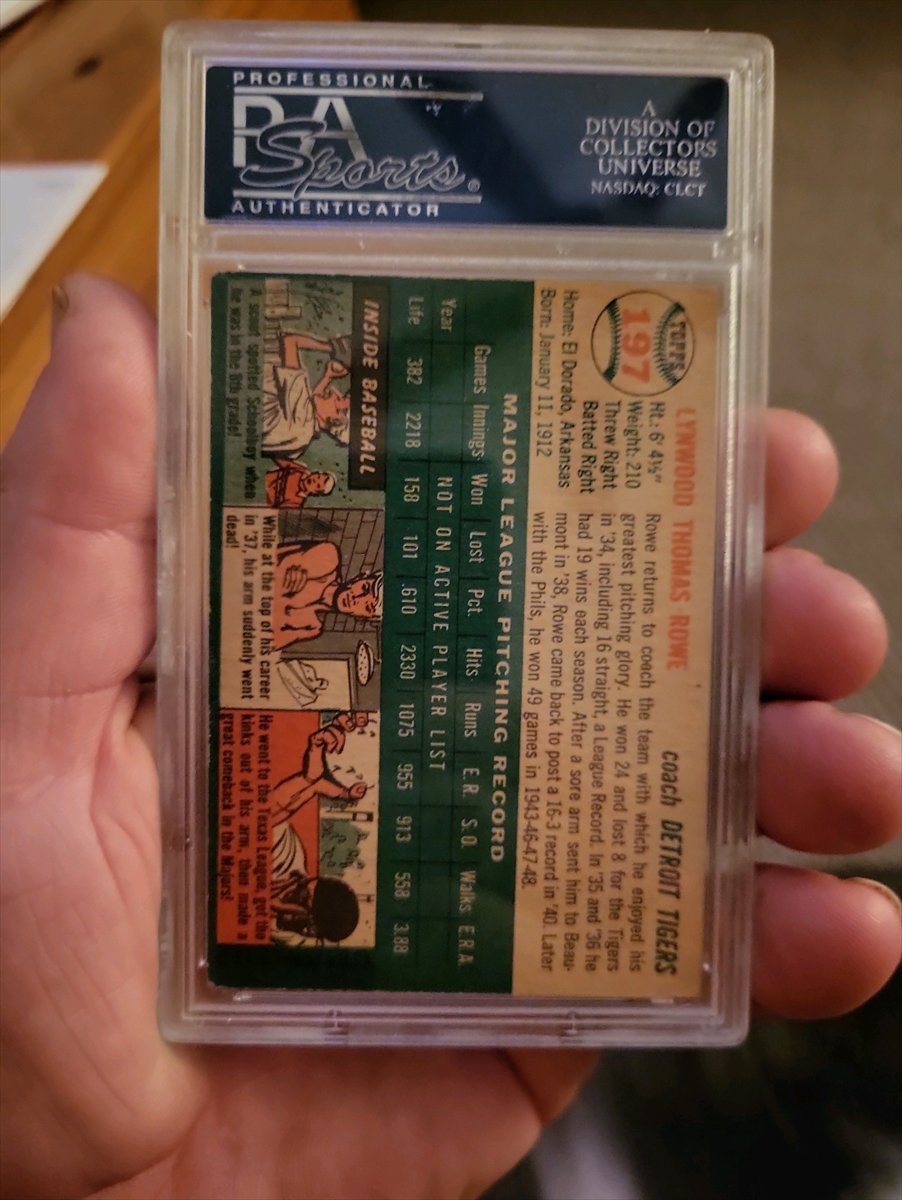 PROFESSIONAL
PSA
Sports®
AUTHENTICATOR
A
DIVISION OF
COLLECTORS
UNIVERSE
NASDAQ: CLCT
TOPPS
197
LYNWOOD THOMAS ROWE
coach DETROIT TIGERS
Ht.: 6' 4½"
Weight: 210
Threw Right
Batted Right
Home: El Dorado, Arkansas
Born: January 11, 1912
Rowe returns to coach the team with which he enjoyed his
greatest pitching glory. He won 24 and lost 8 for the Tigers
in '34, including 16 straight, a League Record. In '35 and '36 he
had 19 wins each season. After a sore arm sent him to Beau-
mont in '38, Rowe came back to post a 16-3 record in '40. Later
with the Phils, he won 49 games in 1943-46-47-48.
MAJOR LEAGUE PITCHING RECORD
Games Innings Won Lost Pct. Hits Runs E.R. S.O. Walks E.R.A.
Year NOT ON ACTIVE PLAYER LIST
Life 382 2218 158 101 .610 2330 1075 955 913 558 3.88
INSIDE BASEBALL
A scout spotted Schoolboy when
he was in the 8th grade!
While at the top of his career
in '37, his arm suddenly went
dead!
He went to the Texas League, got the
kinks out of his arm, then made a
great comeback in the Majors!